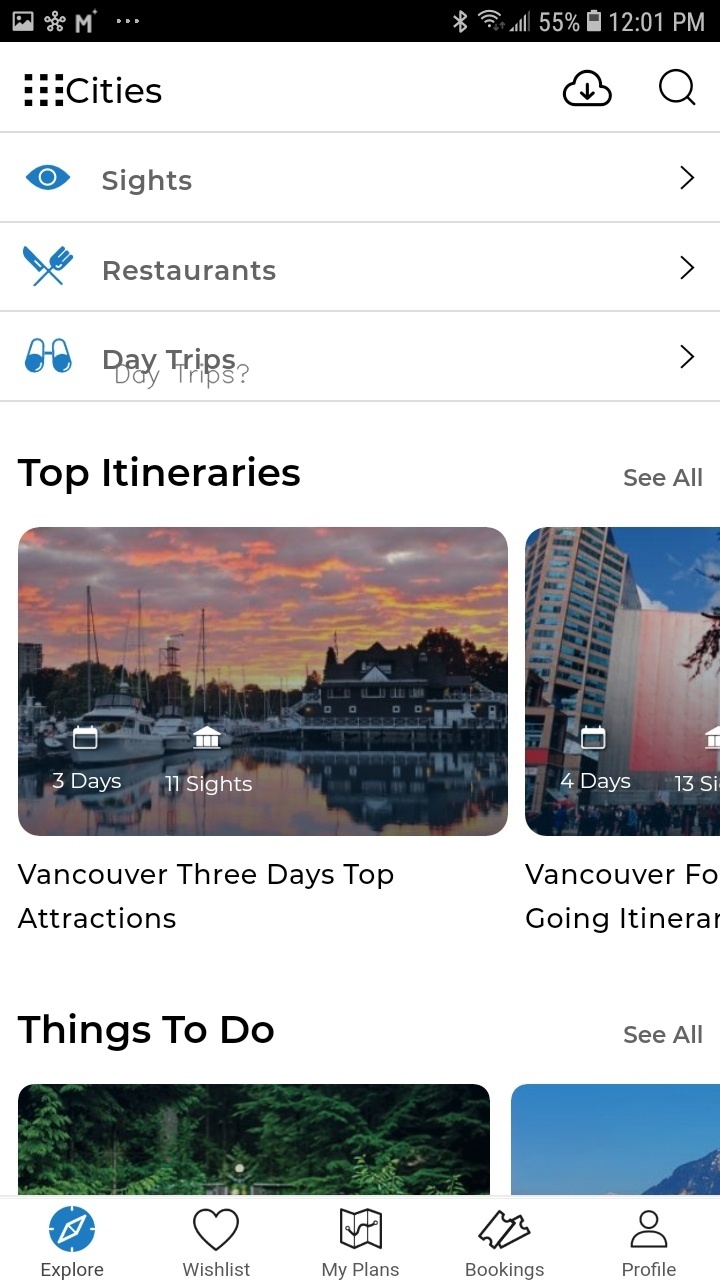 55% 12:01 PM
Cities
Sights
Restaurants
Day Trips
Day Trips?
Top Itineraries
See All
3 Days
11 Sights
4 Days
13 Si
Vancouver Three Days Top
Attractions
Vancouver Fo
Going Itinerar
Things To Do
See All
Explore
Wishlist
My Plans
Bookings
Profile